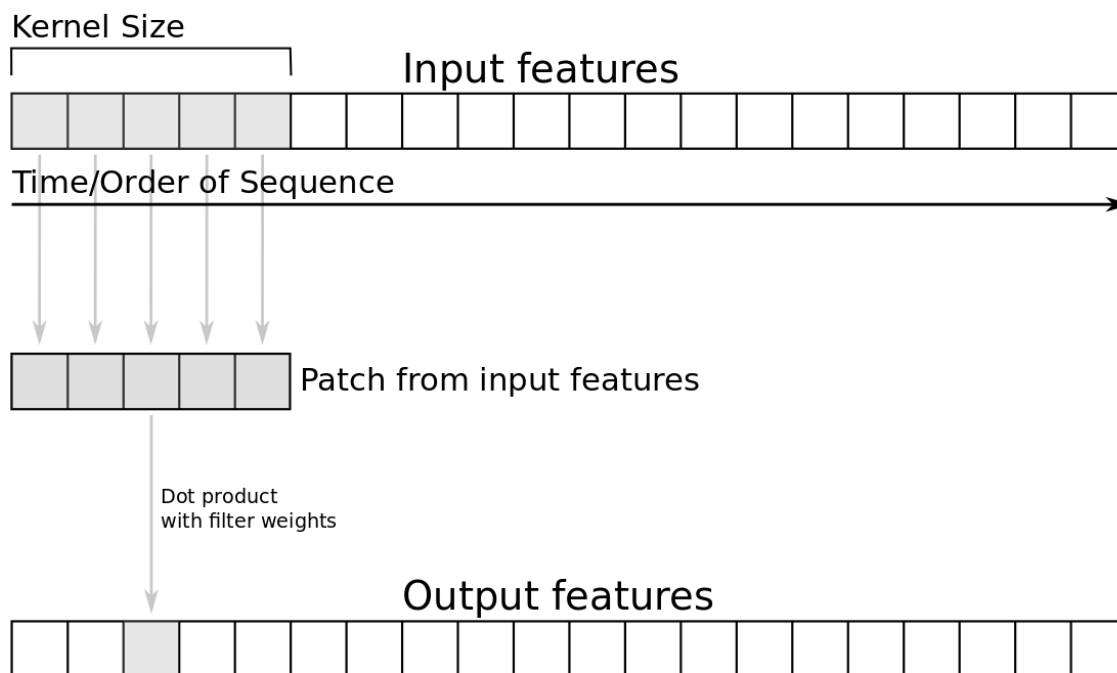 Kernel Size
Input features
Time/Order of Sequence
Patch from input features
Dot product
with filter weights
Output features